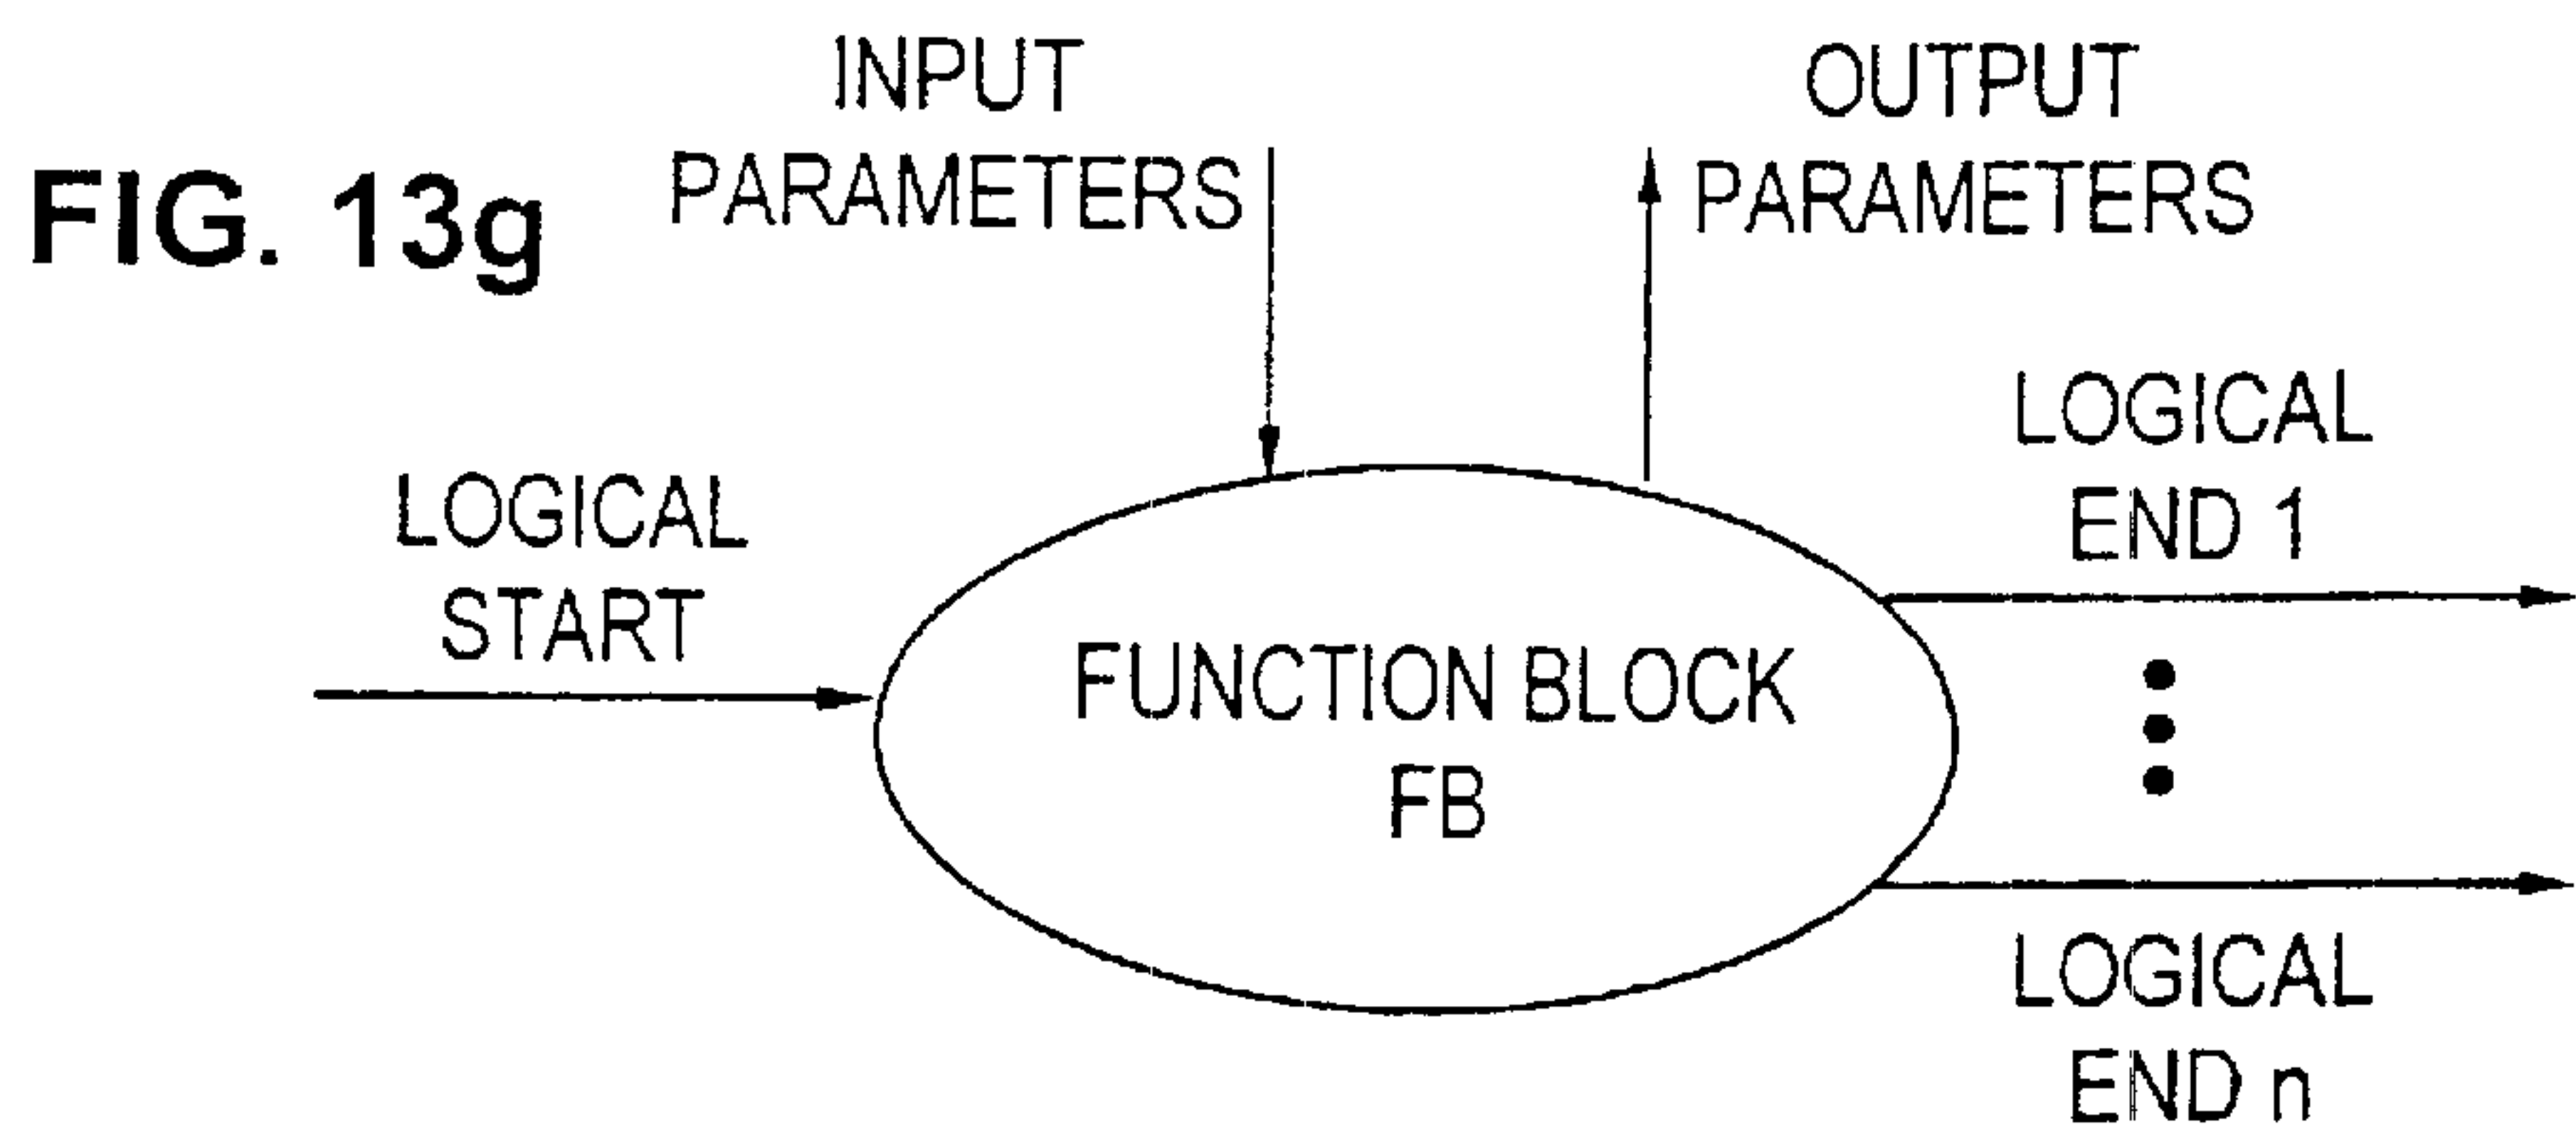 FIG. 13g
INPUT
PARAMETERS
OUTPUT
PARAMETERS
LOGICAL
START
FUNCTION BLOCK
FB
LOGICAL
END 1
LOGICAL
END n